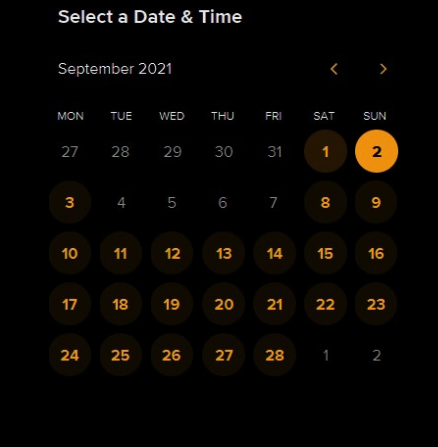 Select a Date & Time
September 2021
MON TUE WED THU FRI SAT SUN
27 28 29 30 31 1 2
3 4 5 6 7 8 9
10 11 12 13 14 15 16
17 18 19 20 21 22 23
24 25 26 27 28 1 2